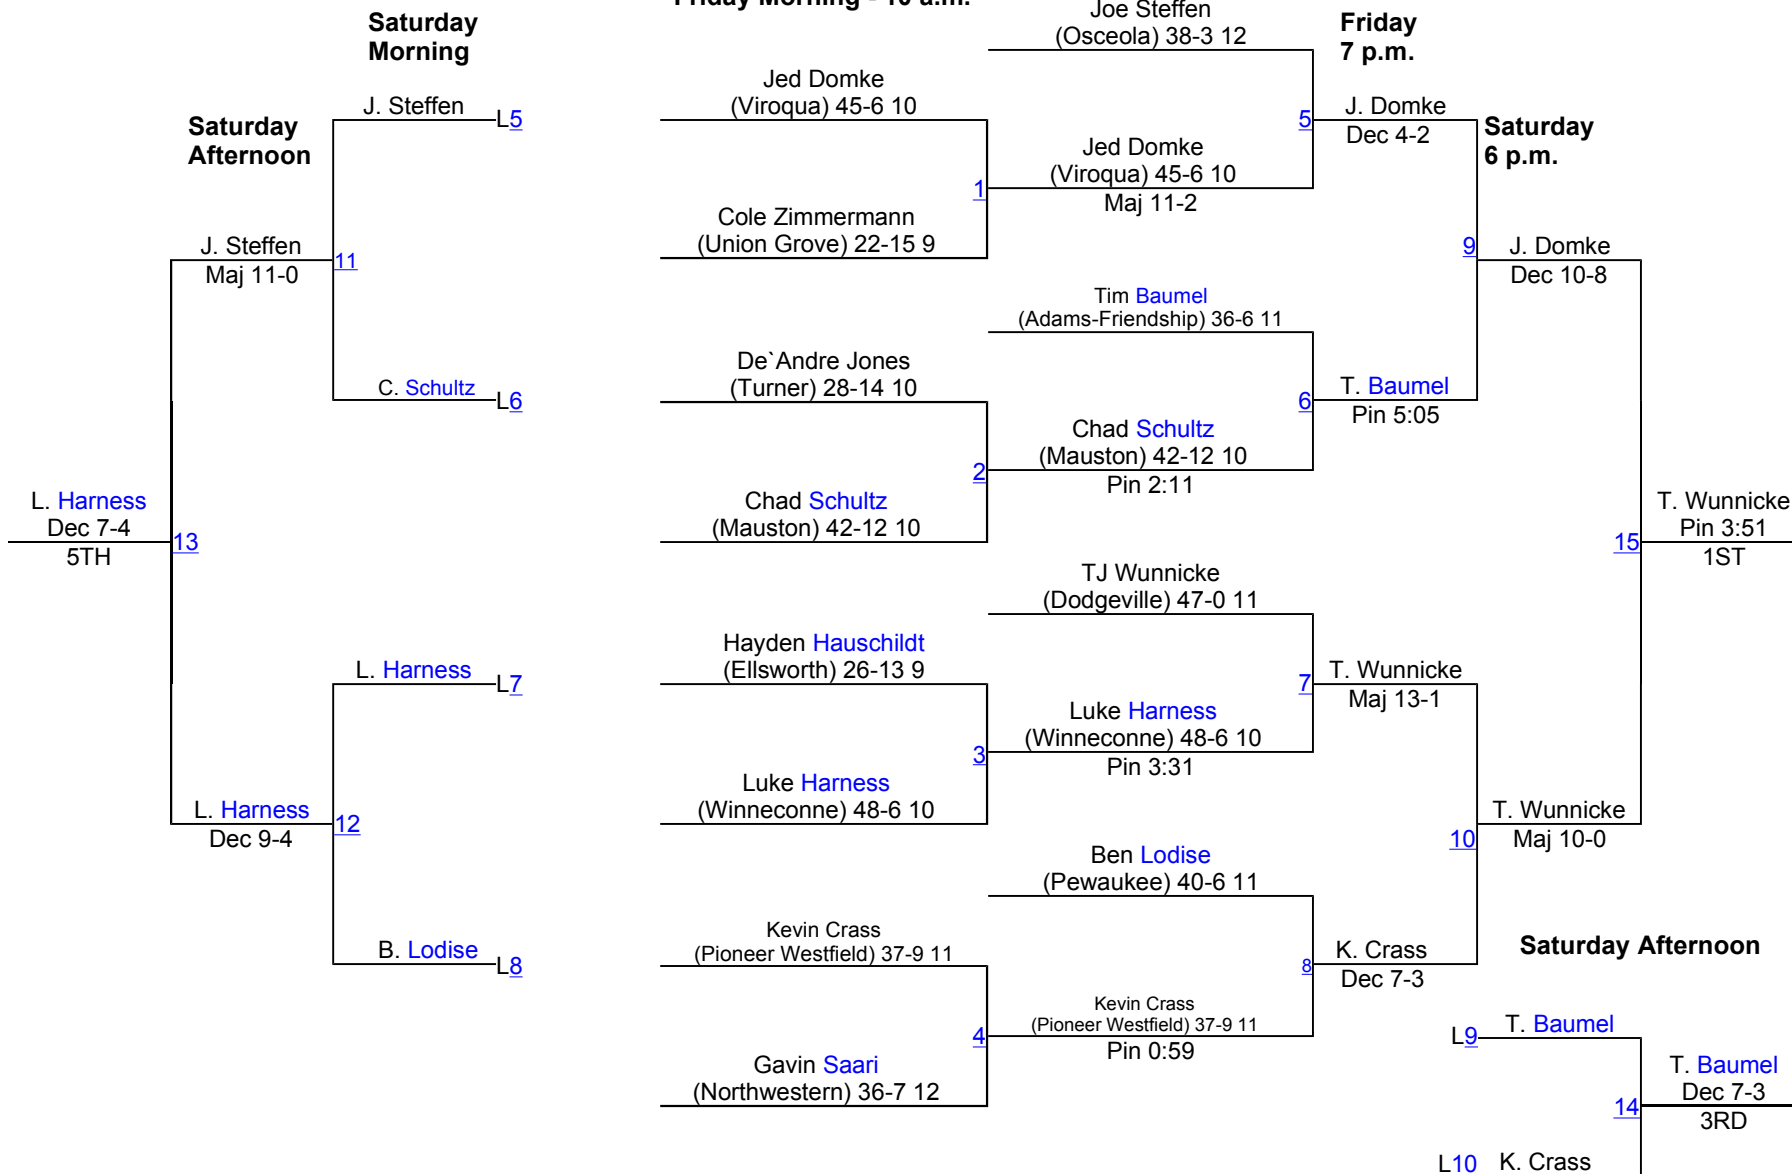 Friday Morning - 10 a.m.
Saturday
Morning
Saturday
Afternoon
J. Steffen
L5
J. Steffen
Maj 11-0
11
C. Schultz
L6
L. Harness
Dec 7-4
5TH
13
L. Harness
L7
L. Harness
Dec 9-4
12
B. Lodise
L8
Jed Domke
(Viroqua) 45-6 10
Cole Zimmermann
(Union Grove) 22-15 9
1
De`Andre Jones
(Turner) 28-14 10
Chad Schultz
(Mauston) 42-12 10
2
Hayden Hauschildt
(Ellsworth) 26-13 9
Luke Harness
(Winneconne) 48-6 10
3
Kevin Crass
(Pioneer Westfield) 37-9 11
Gavin Saari
(Northwestern) 36-7 12
4
Joe Steffen
(Osceola) 38-3 12
Jed Domke
(Viroqua) 45-6 10
Maj 11-2
5
Tim Baumel
(Adams-Friendship) 36-6 11
Chad Schultz
(Mauston) 42-12 10
Pin 2:11
6
TJ Wunnicke
(Dodgeville) 47-0 11
Luke Harness
(Winneconne) 48-6 10
Pin 3:31
7
Ben Lodise
(Pewaukee) 40-6 11
Kevin Crass
(Pioneer Westfield) 37-9 11
Pin 0:59
8
Friday
7 p.m.
J. Domke
Dec 4-2
T. Baumel
Pin 5:05
9
T. Wunnicke
Maj 13-1
K. Crass
Dec 7-3
10
Saturday
6 p.m.
J. Domke
Dec 10-8
T. Wunnicke
Maj 10-0
15
T. Wunnicke
Pin 3:51
1ST
Saturday Afternoon
L9
T. Baumel
14
T. Baumel
Dec 7-3
3RD
L10
K. Crass